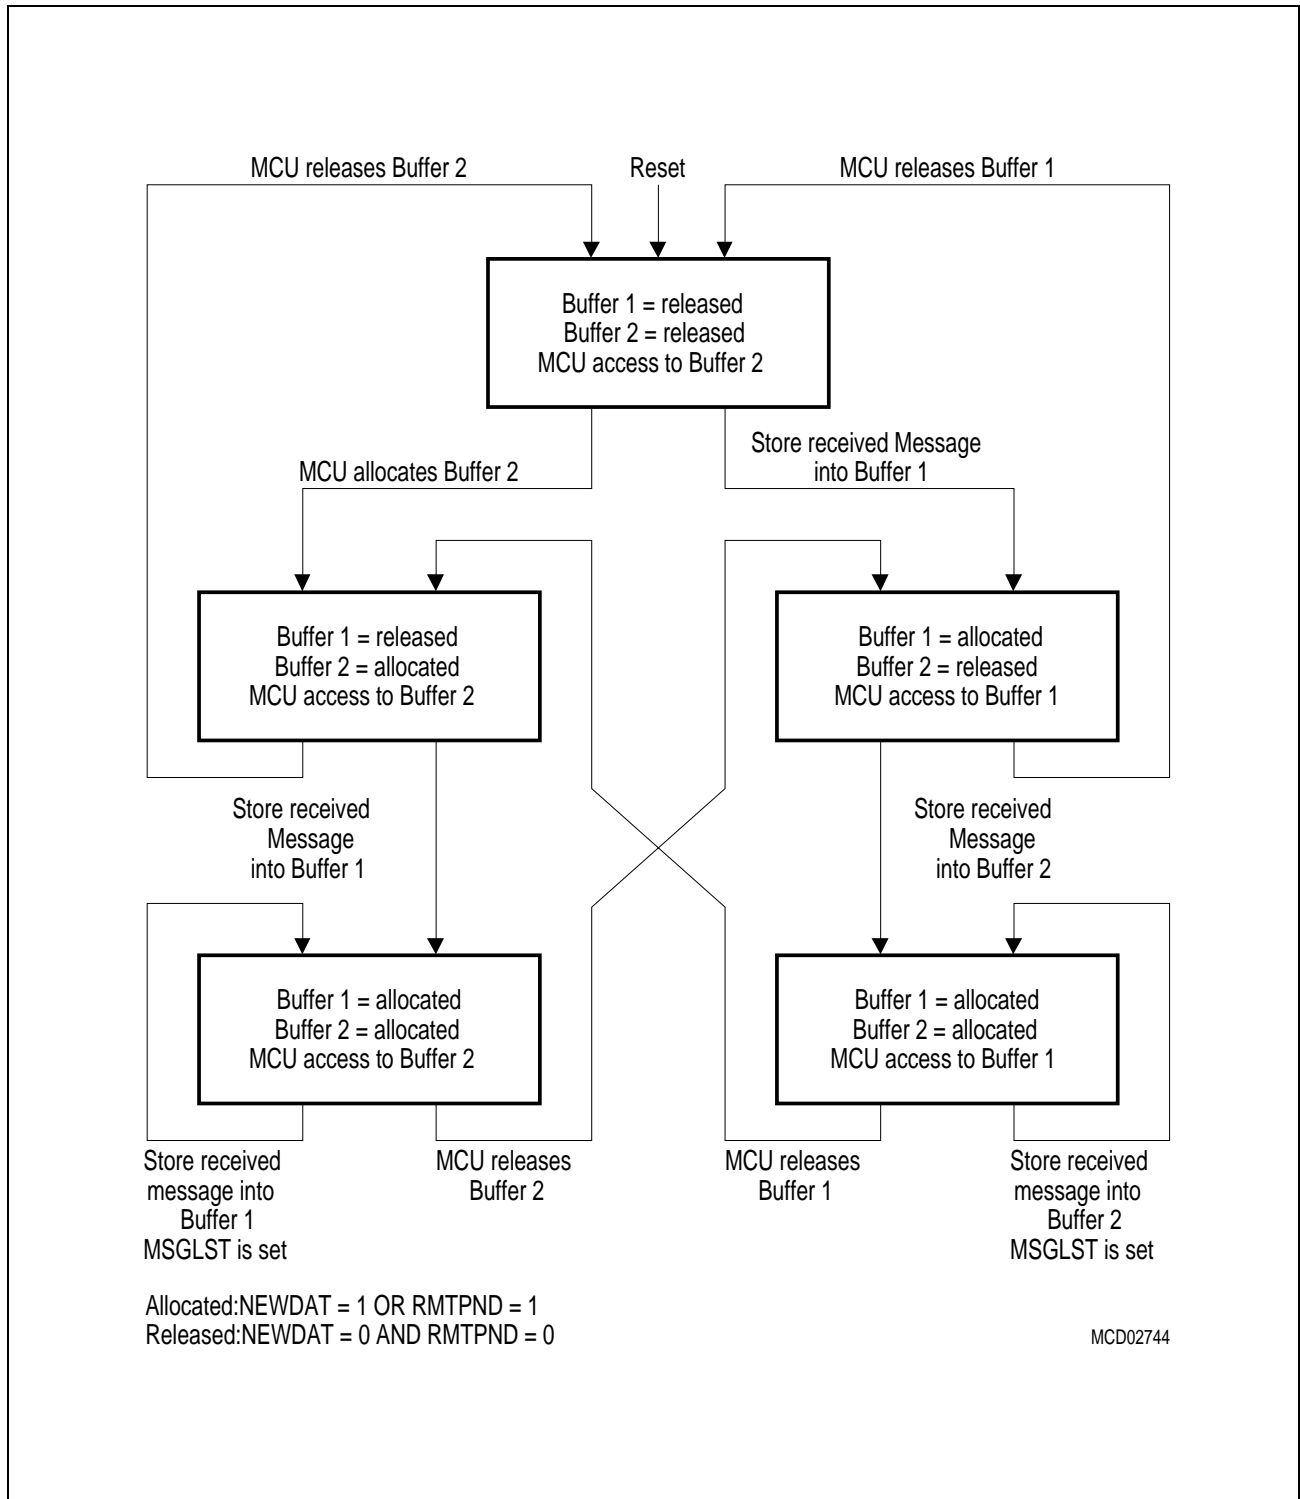 MCU releases Buffer 2
Reset
MCU releases Buffer 1
Buffer 1 = released
Buffer 2 = released
MCU access to Buffer 2
MCU allocates Buffer 2
Store received Message
into Buffer 1
Buffer 1 = released
Buffer 2 = allocated
MCU access to Buffer 2
Buffer 1 = allocated
Buffer 2 = released
MCU access to Buffer 1
Store received
Message
into Buffer 1
Store received
Message
into Buffer 2
Buffer 1 = allocated
Buffer 2 = allocated
MCU access to Buffer 2
Buffer 1 = allocated
Buffer 2 = allocated
MCU access to Buffer 1
Store received
message into
Buffer 1
MSGLST is set
MCU releases
Buffer 2
MCU releases
Buffer 1
Store received
message into
Buffer 2
MSGLST is set
Allocated:NEWDAT = 1 OR RMTPND = 1
Released:NEWDAT = 0 AND RMTPND = 0
MCD02744